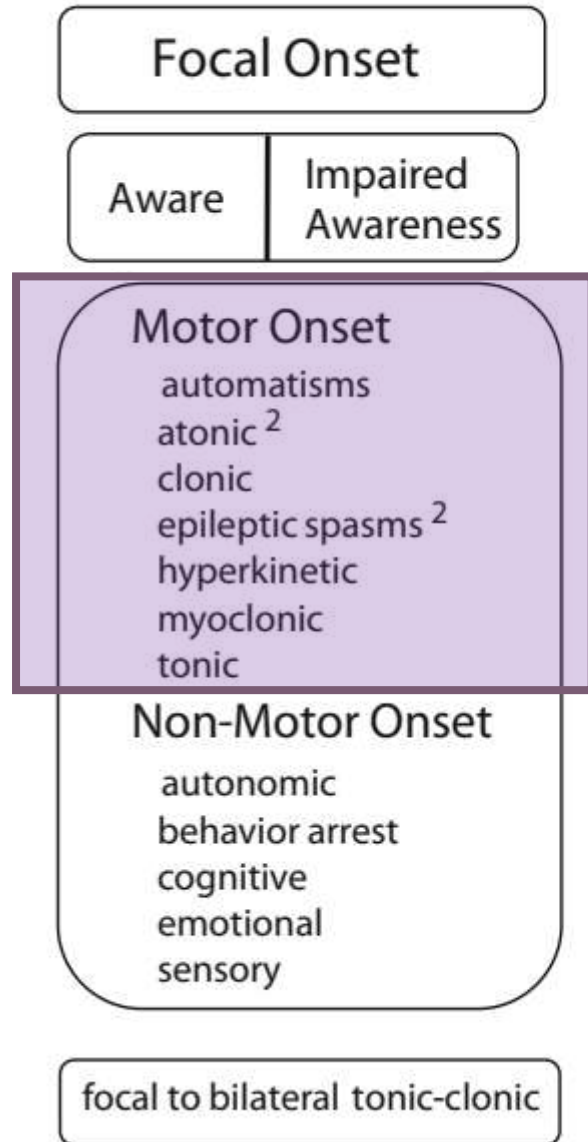 Focal Onset
Aware
Impaired
Awareness
Motor Onset
automatisms
atonic 2
clonic
epileptic spasms 2
hyperkinetic
myoclonic
tonic
Non-Motor Onset
autonomic
behavior arrest
cognitive
emotional
sensory
focal to bilateral tonic-clonic